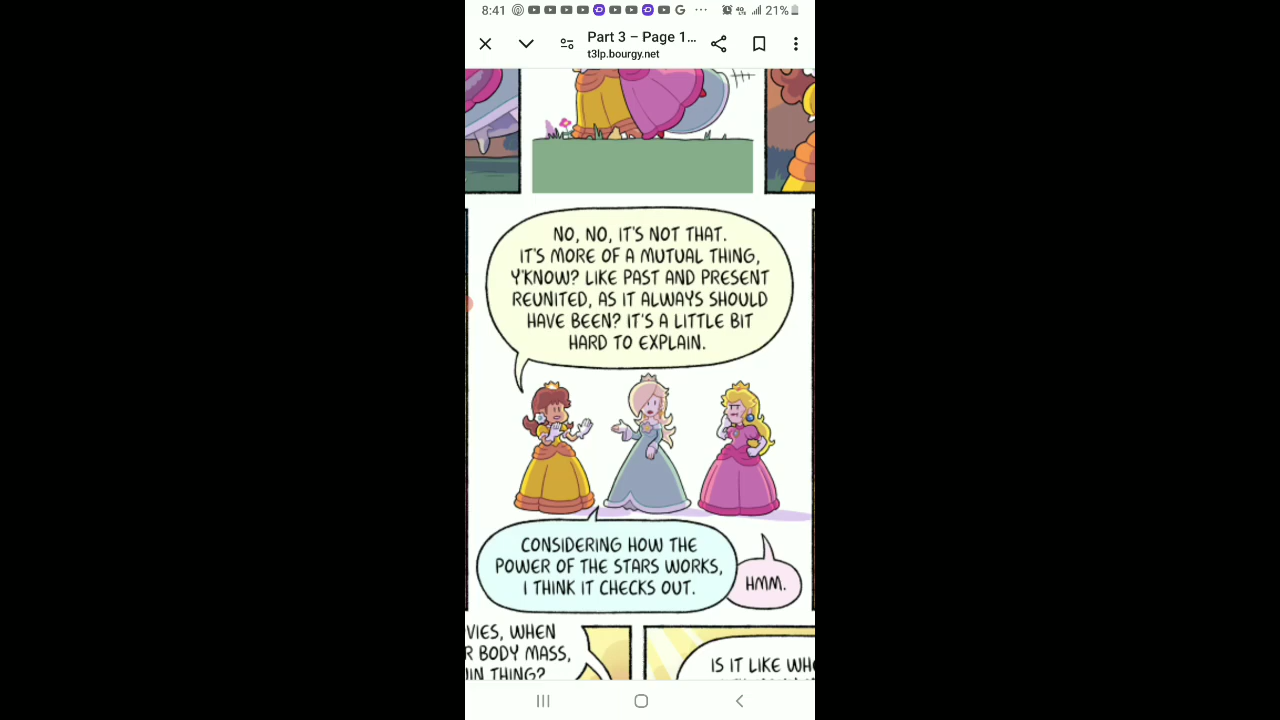 8:41
21%
Part 3 – Page 1...
t3lp.bourgy.net
NO, NO, IT'S NOT THAT.
IT'S MORE OF A MUTUAL THING,
Y'KNOW? LIKE PAST AND PRESENT
REUNITED, AS IT ALWAYS SHOULD
HAVE BEEN? IT'S A LITTLE BIT
HARD TO EXPLAIN.
CONSIDERING HOW THE
POWER OF THE STARS WORKS,
I THINK IT CHECKS OUT.
HMM.
VIES, WHEN
R BODY MASS,
IN THING?
IS IT LIKE WH